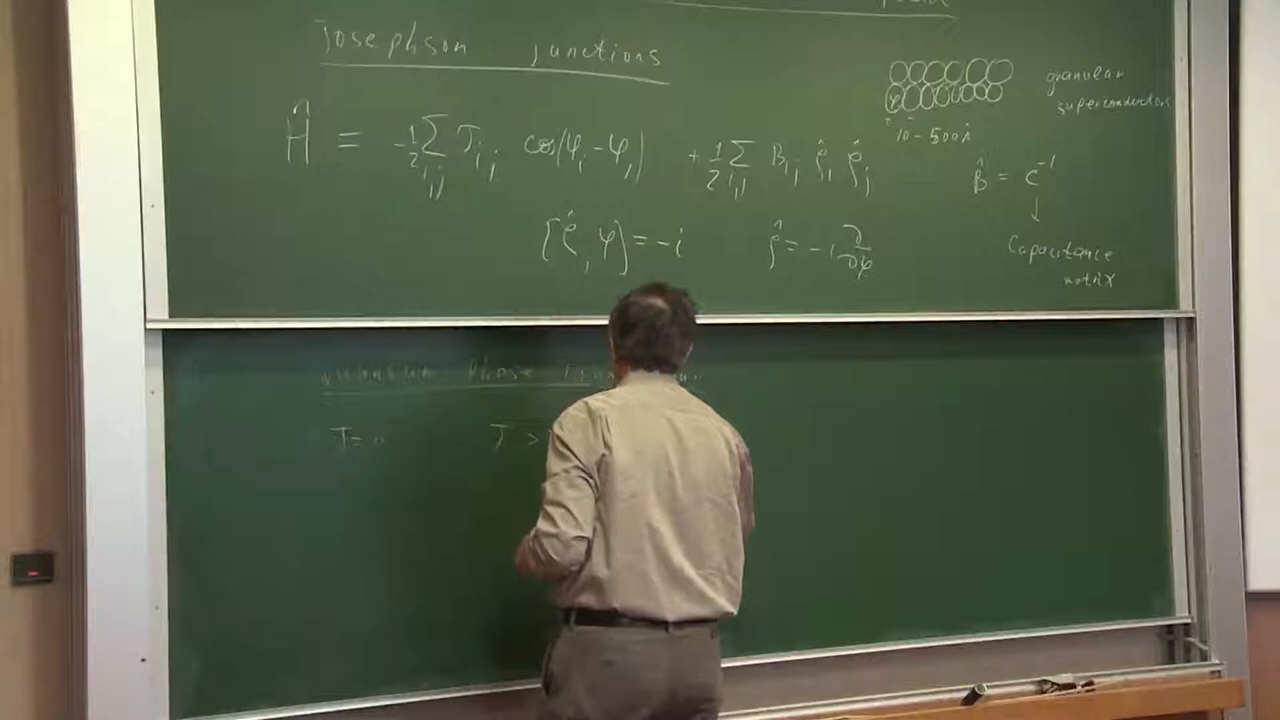 Josephson Junctions
Ĥ = -1/2 Σ_{i,j} J_{ij} cos(φ_i - φ_j) + 1/2 Σ_{i,j} B_{ij} ρ̂_i ρ̂_j
[ρ̂, φ] = -i ρ̂ = -i ∂/∂φ
granular
superconductors
10 - 500Å
B̂ = C^{-1}
↓
Capacitance
matrix
Phase
T = 0 J >